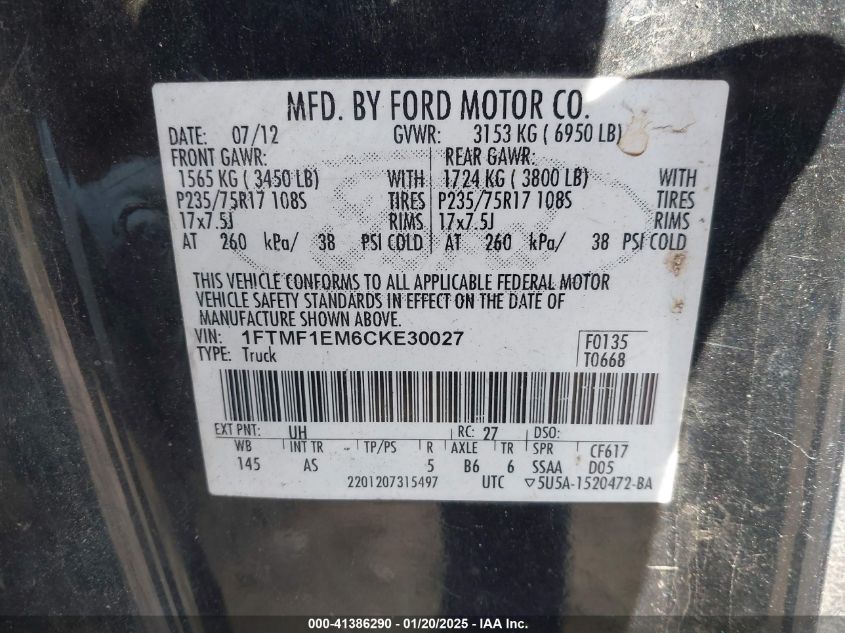 MFD. BY FORD MOTOR CO.
DATE: 07/12 GVWR: 3153 KG ( 6950 LB)
FRONT GAWR: REAR GAWR:
1565 KG ( 3450 LB) WITH 1724 KG ( 3800 LB) WITH
P235/75R17 108S TIRES P235/75R17 108S TIRES
17x7.5J RIMS 17x7.5J RIMS
AT 260 kPa/ 38 PSI COLD AT 260 kPa/ 38 PSI COLD
THIS VEHICLE CONFORMS TO ALL APPLICABLE FEDERAL MOTOR
VEHICLE SAFETY STANDARDS IN EFFECT ON THE DATE OF
MANUFACTURE SHOWN ABOVE.
VIN: 1FTMF1EM6CKE30027 F0135
TYPE: Truck T0668
EXT PNT: UH RC: 27 DSO:
WB INT TR TP/PS R AXLE TR SPR CF617
145 AS 5 B6 6 SSAA D05
2201207315497 UTC ▽5U5A-1520472-BA
000-41386290 - 01/20/2025 - IAA Inc.